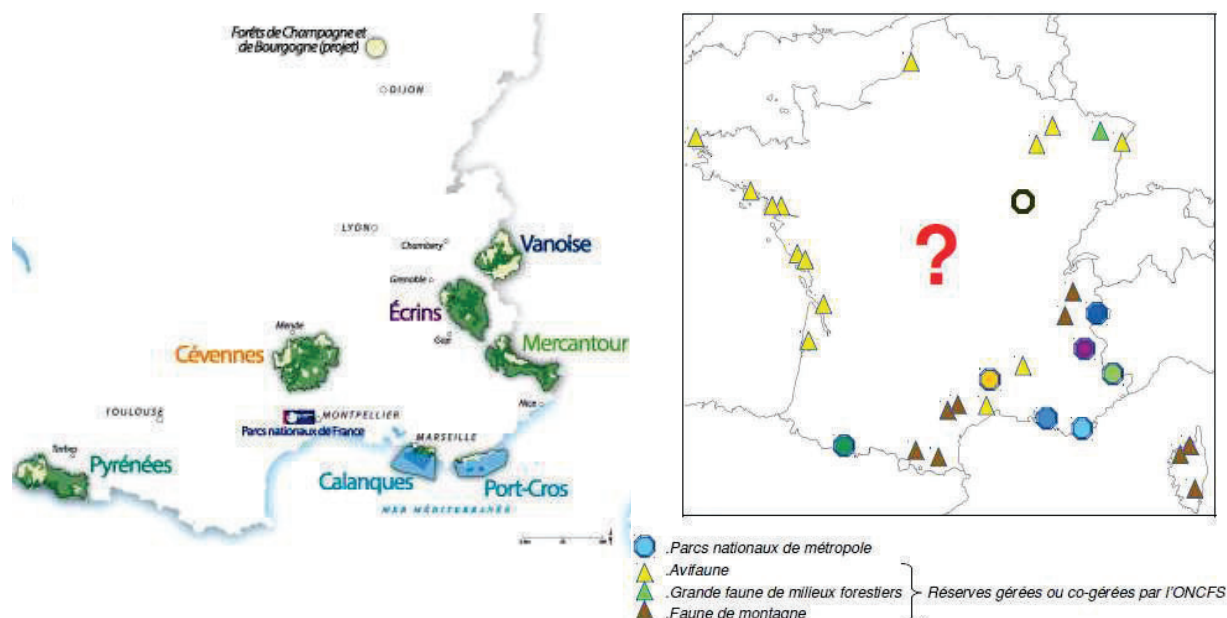 Forêts de Champagne et
de Bourgogne (projet)
DIJON
LYON
Chambery
Vanoise
Grenoble
Écrins
Gap
Mercantour
Mende
Cévennes
Nice
TOULOUSE
MONTPELLIER
Parcs nationaux de France
MARSEILLE
Tarbes
Pyrénées
Calanques
Port-Cros
MER MÉDITERRANÉE
?
.Parcs nationaux de métropole
.Avifaune
.Grande faune de milieux forestiers
Réserves gérées ou co-gérées par l'ONCFS
.Faune de montagne